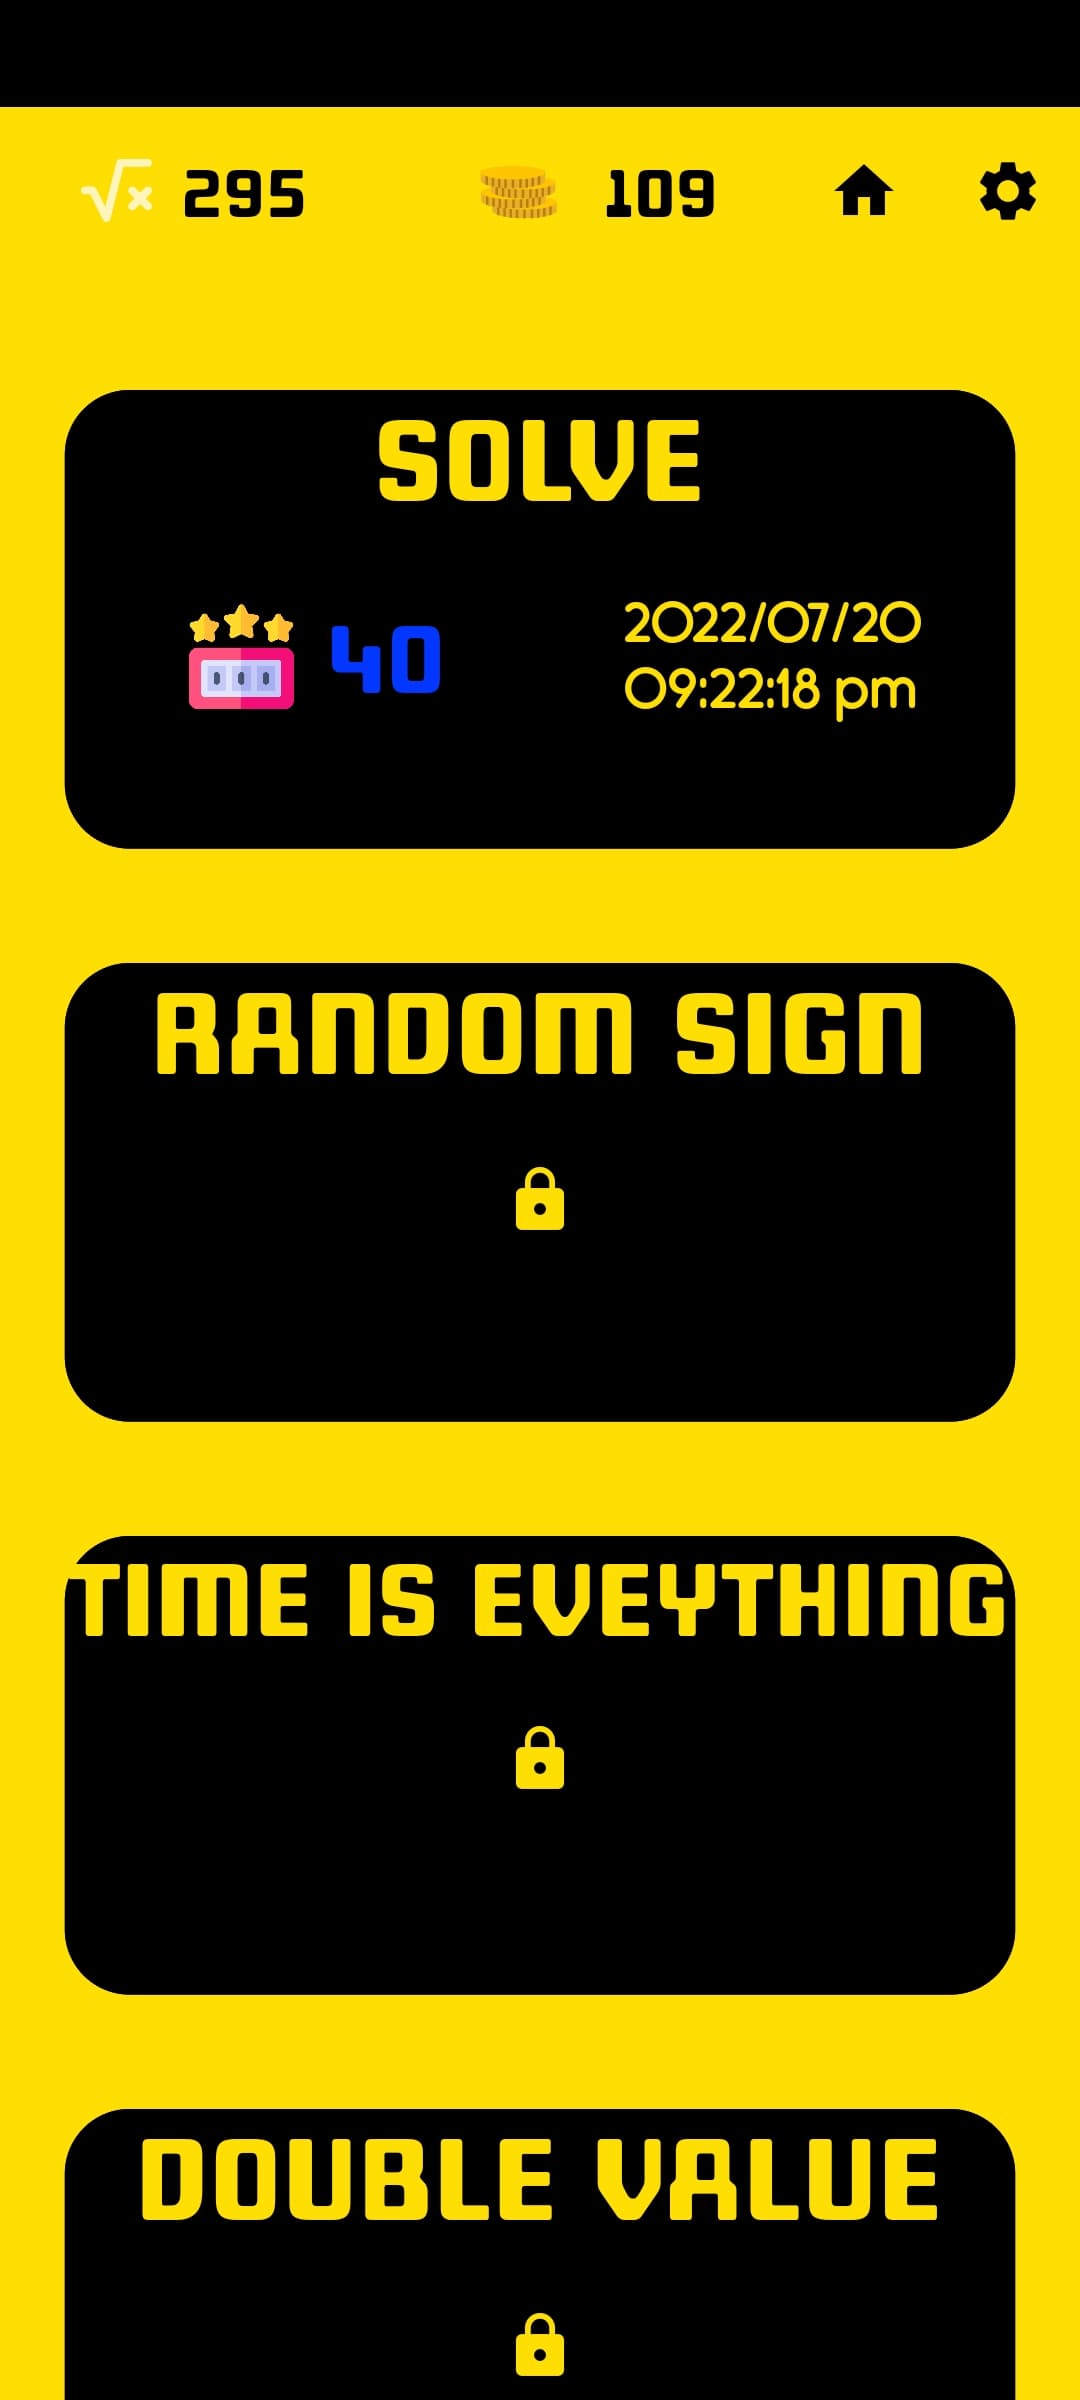 295 109
SOLVE
40
2022/07/20
09:22:18 pm
RANDOM SIGN
TIME IS EVEYTHING
DOUBLE VALUE